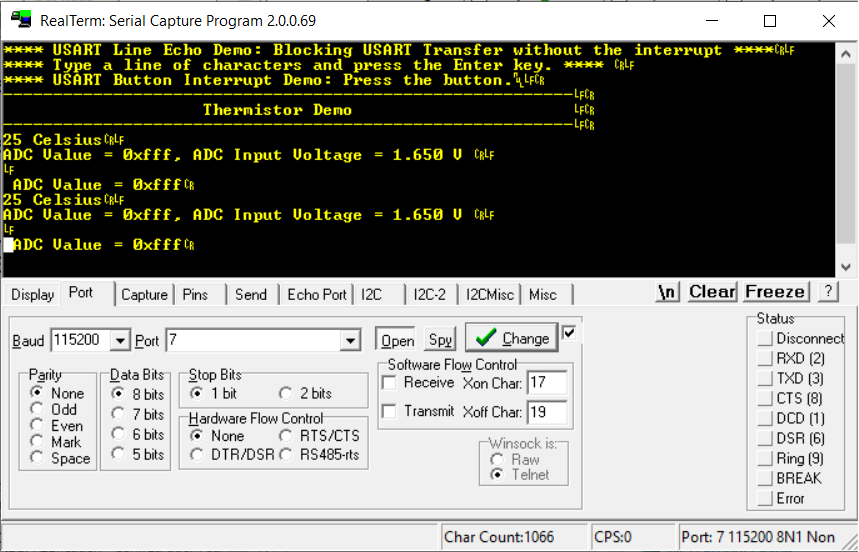 RealTerm: Serial Capture Program 2.0.0.69
**** USART Line Echo Demo: Blocking USART Transfer without the interrupt ****CRLF
**** Type a line of characters and press the Enter key. **** CRLF
**** USART Button Interrupt Demo: Press the button.NULLFCR
---------------------------------------------------------LFCR
Thermistor Demo LFCR
---------------------------------------------------------LFCR
25 CelsiusCRLF
ADC Value = 0xfff, ADC Input Voltage = 1.650 V CRLF
LF
ADC Value = 0xfffCR
25 CelsiusCRLF
ADC Value = 0xfff, ADC Input Voltage = 1.650 V CRLF
LF
ADC Value = 0xfffCR
Display Port Capture Pins Send Echo Port I2C I2C-2 I2CMisc Misc \n Clear Freeze ?
Baud 115200 Port 7 Open Spy Change
Parity
None
Odd
Even
Mark
Space
Data Bits
8 bits
7 bits
6 bits
5 bits
Stop Bits
1 bit 2 bits
Hardware Flow Control
None RTS/CTS
DTR/DSR RS485-rts
Software Flow Control
Receive Xon Char: 17
Transmit Xoff Char: 19
Winsock is:
Raw
Telnet
Status
Disconnect
RXD (2)
TXD (3)
CTS (8)
DCD (1)
DSR (6)
Ring (9)
BREAK
Error
Char Count:1066 CPS:0 Port: 7 115200 8N1 Non